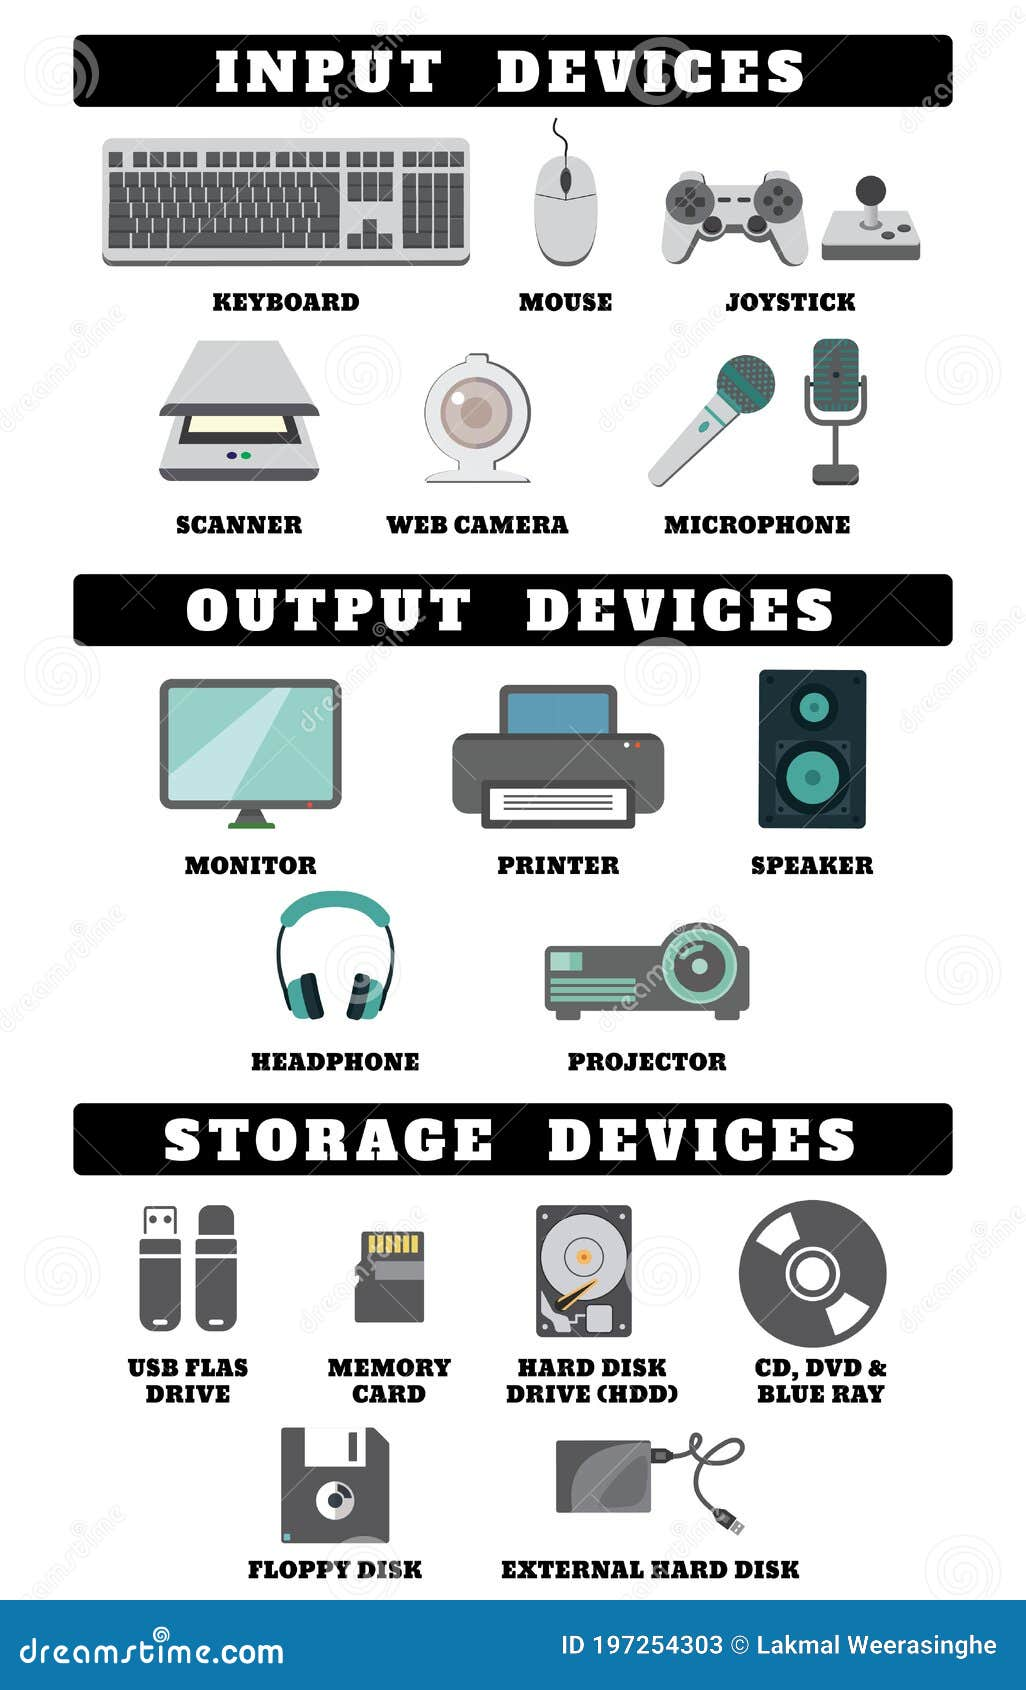 INPUT DEVICES
KEYBOARD
MOUSE
JOYSTICK
SCANNER
WEB CAMERA
MICROPHONE
OUTPUT DEVICES
MONITOR
PRINTER
SPEAKER
HEADPHONE
PROJECTOR
STORAGE DEVICES
USB FLAS
DRIVE
MEMORY
CARD
HARD DISK
DRIVE (HDD)
CD, DVD &
BLUE RAY
FLOPPY DISK
EXTERNAL HARD DISK
dreamstime.com
ID 197254303 © Lakmal Weerasinghe